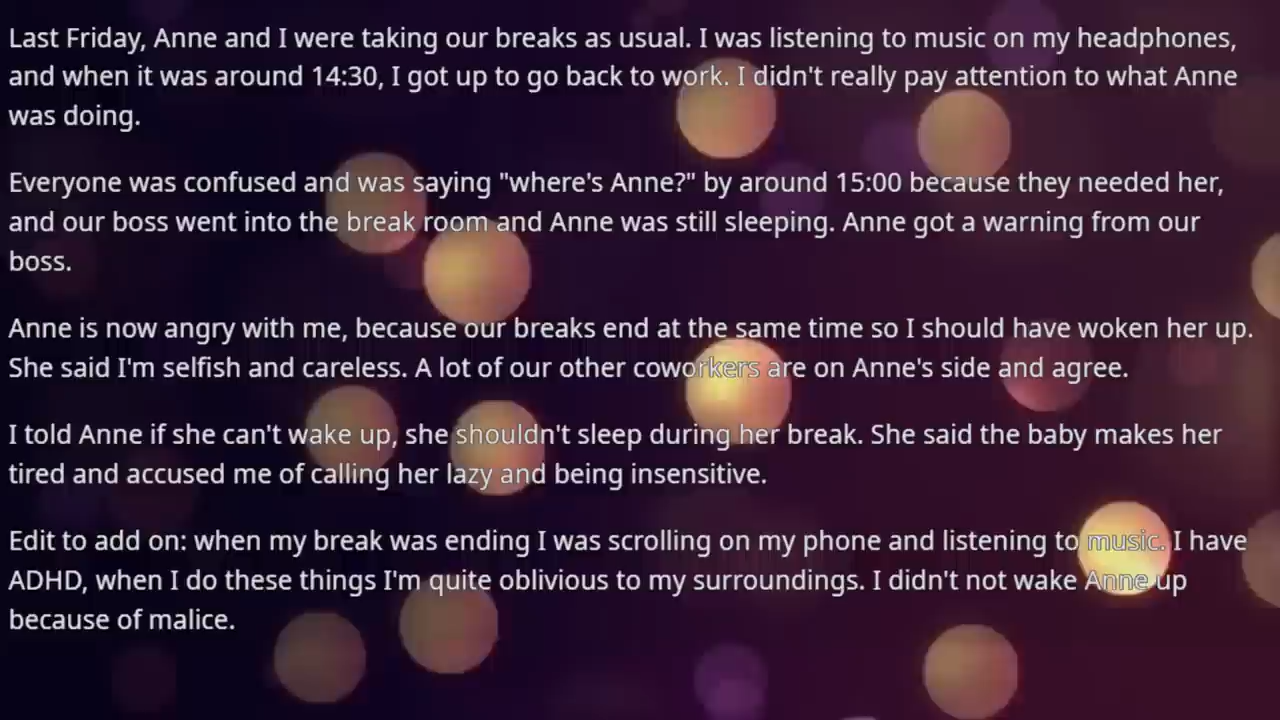 Last Friday, Anne and I were taking our breaks as usual. I was listening to music on my headphones,
and when it was around 14:30, I got up to go back to work. I didn't really pay attention to what Anne
was doing.
Everyone was confused and was saying "where's Anne?" by around 15:00 because they needed her,
and our boss went into the break room and Anne was still sleeping. Anne got a warning from our
boss.
Anne is now angry with me, because our breaks end at the same time so I should have woken her up.
She said I'm selfish and careless. A lot of our other coworkers are on Anne's side and agree.
I told Anne if she can't wake up, she shouldn't sleep during her break. She said the baby makes her
tired and accused me of calling her lazy and being insensitive.
Edit to add on: when my break was ending I was scrolling on my phone and listening to music. I have
ADHD, when I do these things I'm quite oblivious to my surroundings. I didn't not wake Anne up
because of malice.